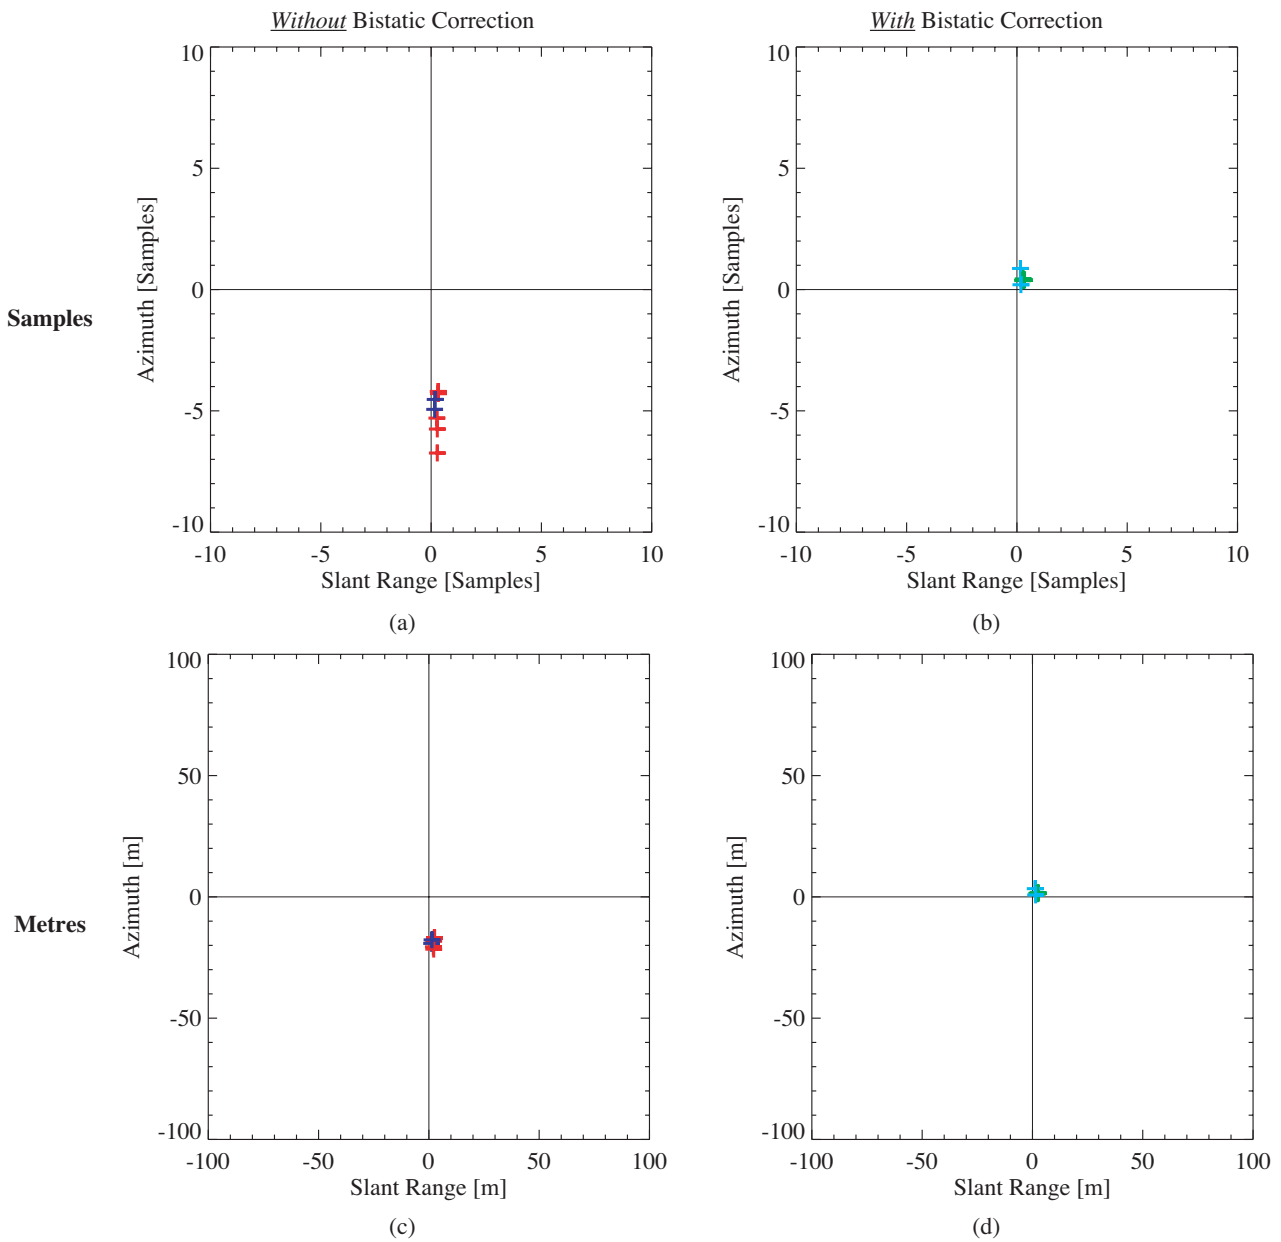 Without Bistatic Correction
With Bistatic Correction
Samples
10
5
0
-5
-10
Azimuth [Samples]
-10 -5 0 5 10
Slant Range [Samples]
(a)
10
5
0
-5
-10
Azimuth [Samples]
-10 -5 0 5 10
Slant Range [Samples]
(b)
Metres
100
50
0
-50
-100
Azimuth [m]
-100 -50 0 50 100
Slant Range [m]
(c)
100
50
0
-50
-100
Azimuth [m]
-100 -50 0 50 100
Slant Range [m]
(d)